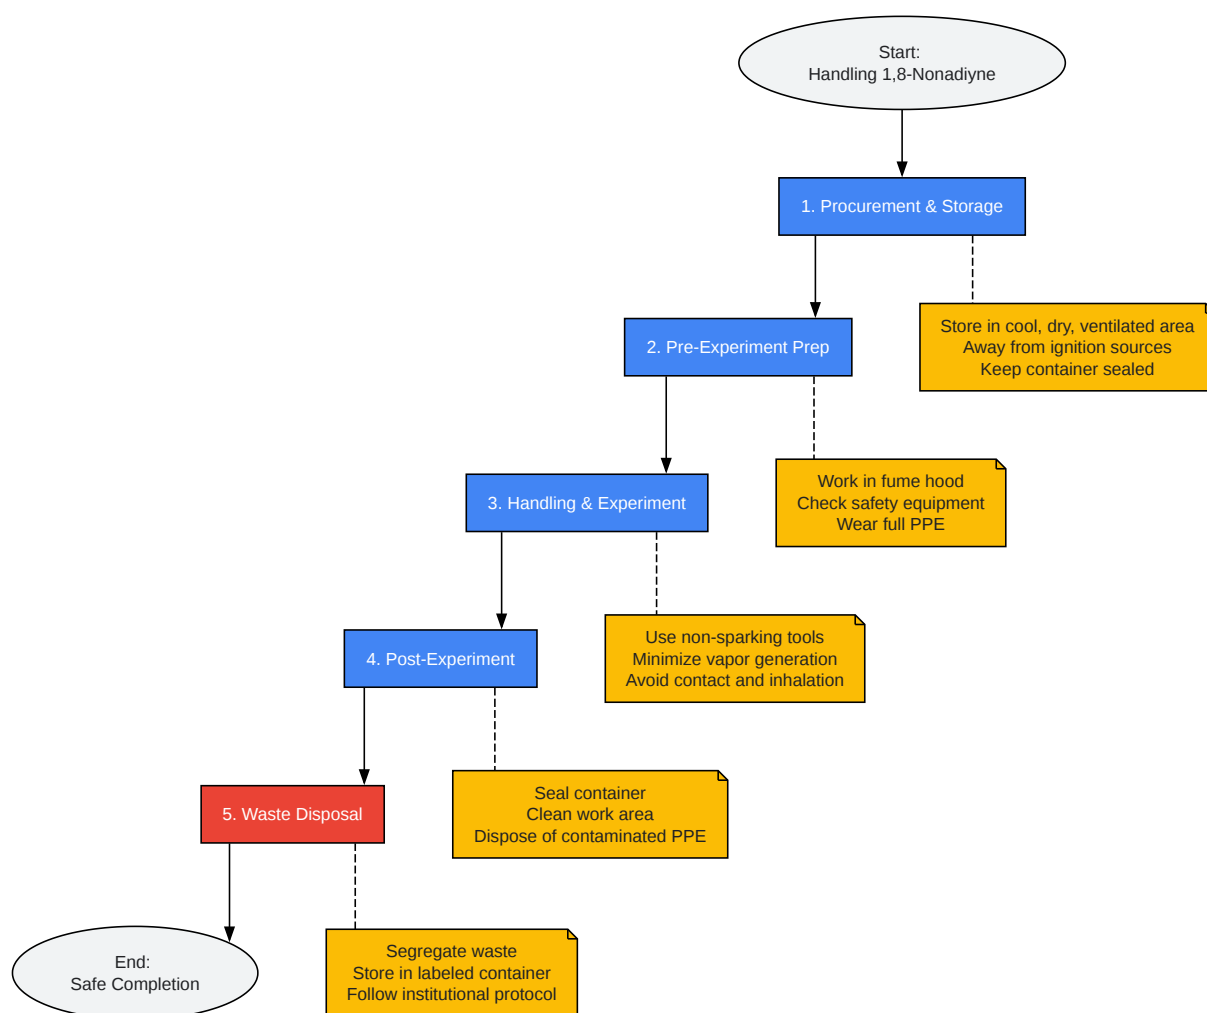 Start:
Handling 1,8-Nonadiyne
1. Procurement & Storage
Store in cool, dry, ventilated area
Away from ignition sources
Keep container sealed
2. Pre-Experiment Prep
Work in fume hood
Check safety equipment
Wear full PPE
3. Handling & Experiment
Use non-sparking tools
Minimize vapor generation
Avoid contact and inhalation
4. Post-Experiment
Seal container
Clean work area
Dispose of contaminated PPE
5. Waste Disposal
Segregate waste
Store in labeled container
Follow institutional protocol
End:
Safe Completion